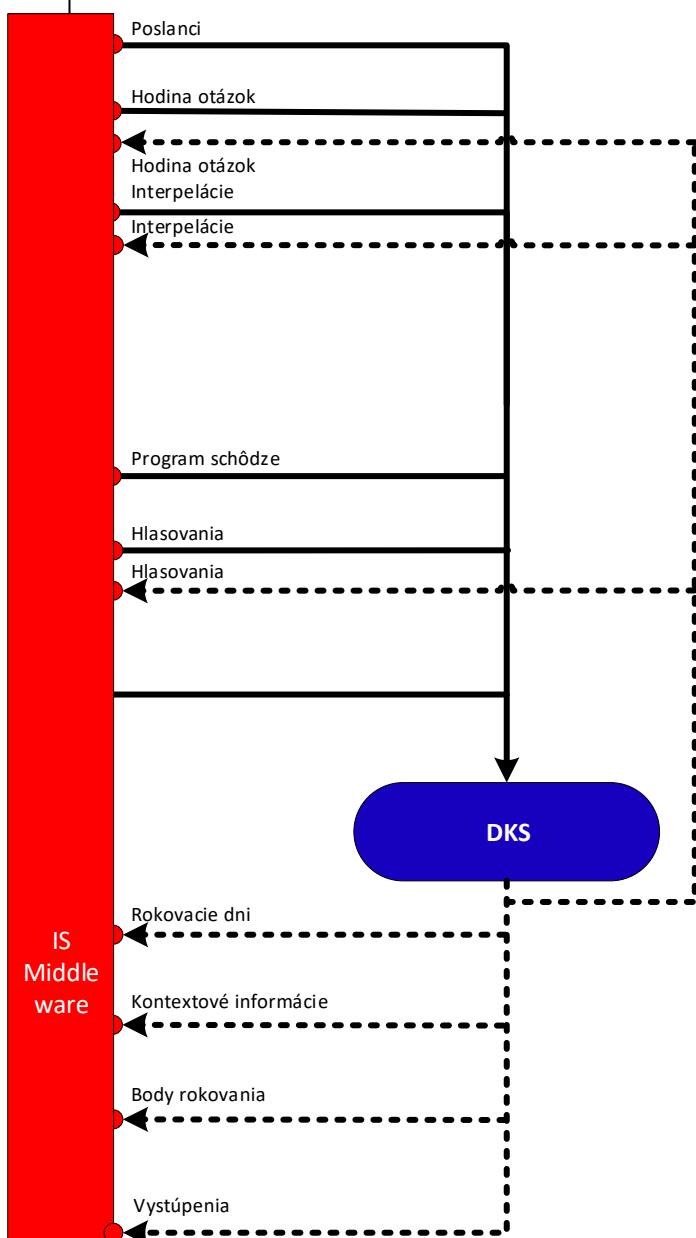 Poslanci
Hodina otázok
Hodina otázok
Interpelácie
Interpelácie
Program schôdze
Hlasovania
Hlasovania
DKS
Rokovacie dni
IS
Middle
ware
Kontextové informácie
Body rokovania
Vystúpenia